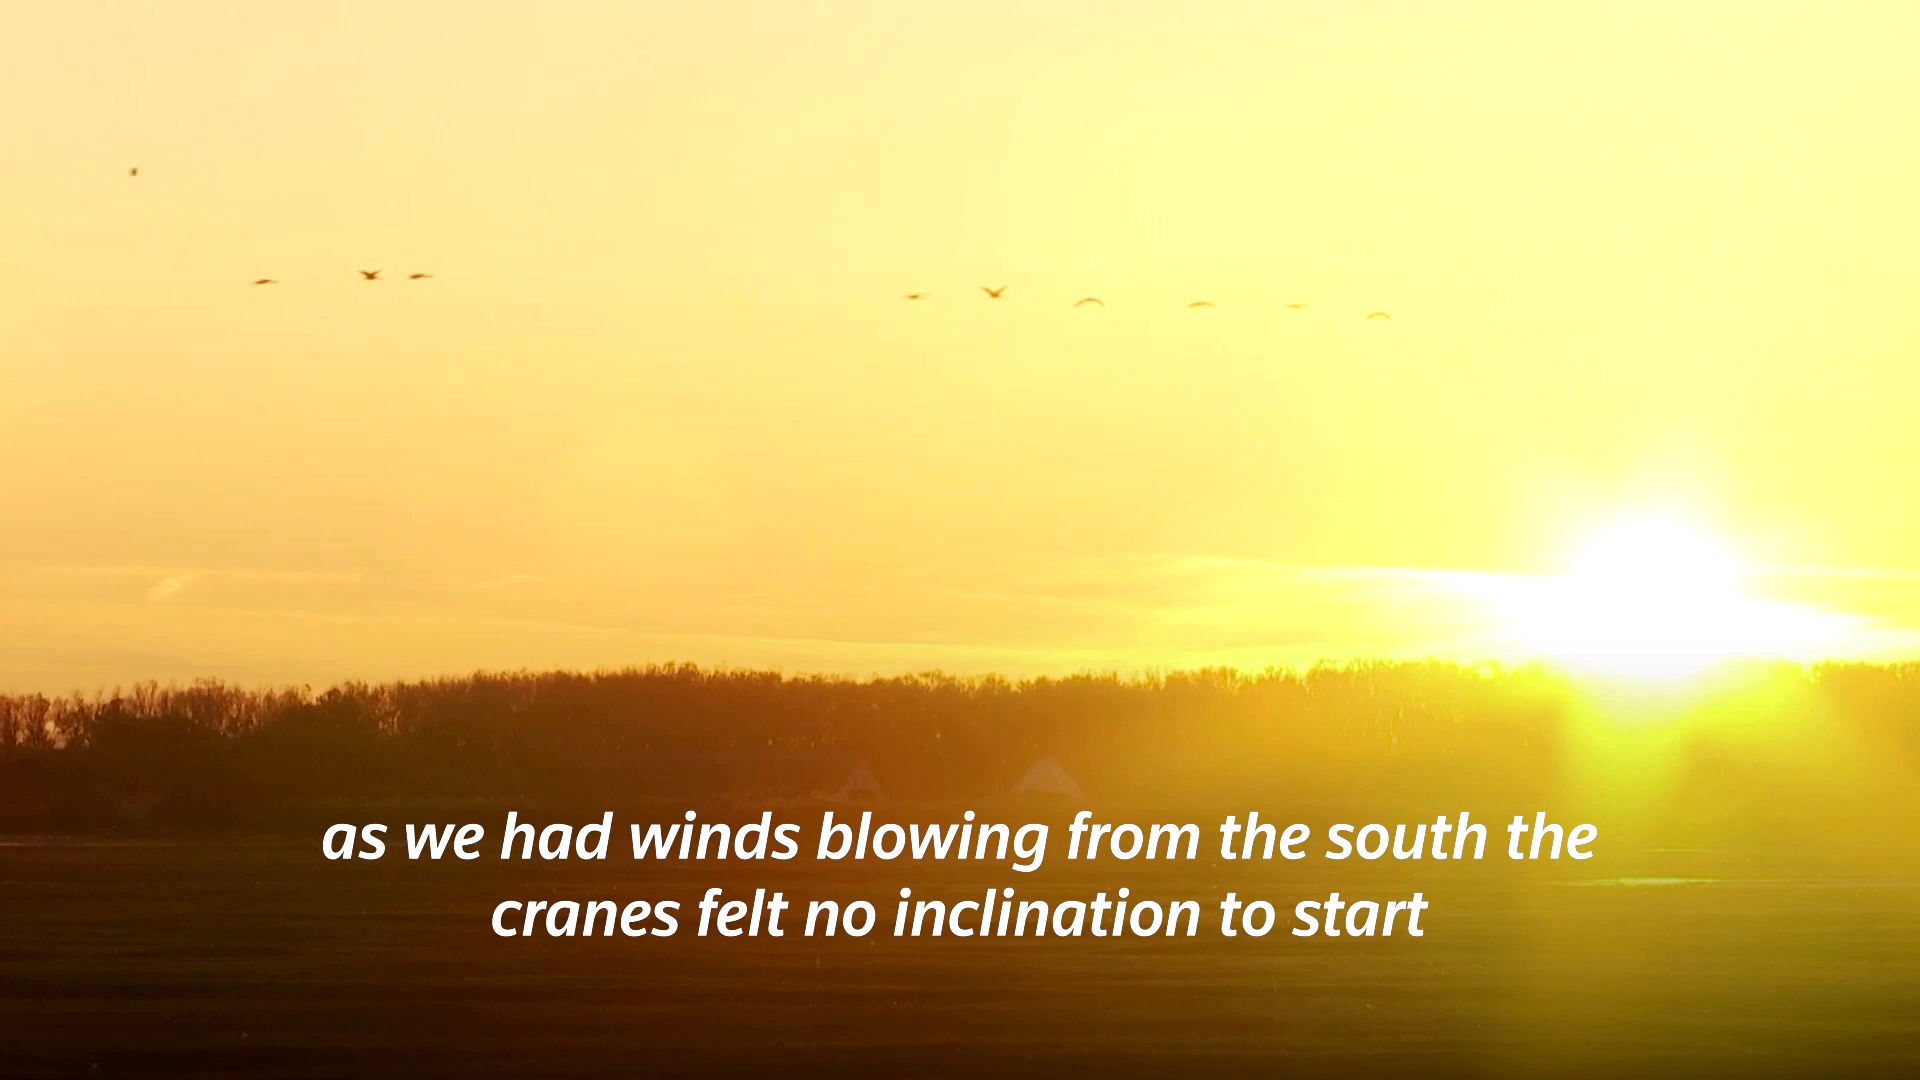 as we had winds blowing from the south the
cranes felt no inclination to start